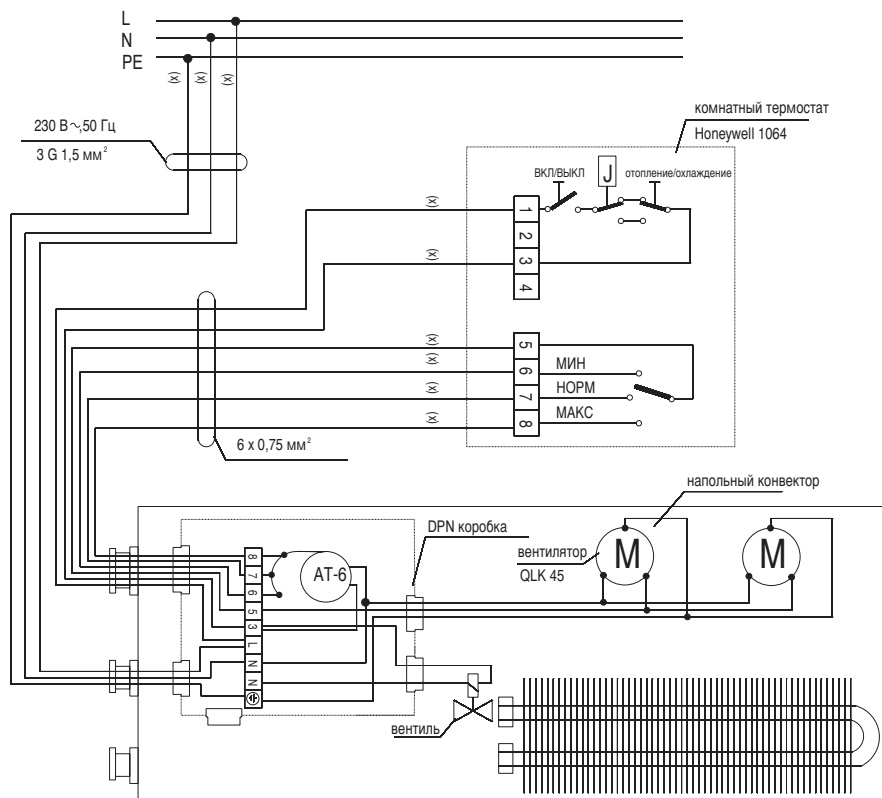 L
N
PE
(x) (x) (x)
230 В~,50 Гц
3 G 1,5 мм²
комнатный термостат
Honeywell 1064
ВКЛ/ВЫКЛ
J
отопление/охлаждение
(x)
1
2
(x)
3
4
(x)
5
(x)
6
МИН
(x)
7
НОРМ
(x)
8
МАКС
6 x 0,75 мм²
напольный конвектор
DPN коробка
вентилятор
QLK 45
M
M
AT-6
8
7
6
5
3
L
N
N
вентиль